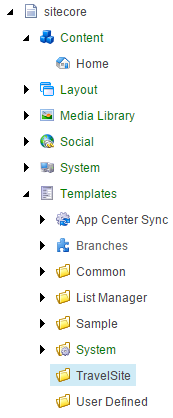 sitecore
Content
Home
Layout
Media Library
Social
System
Templates
App Center Sync
Branches
Common
List Manager
Sample
System
TravelSite
User Defined